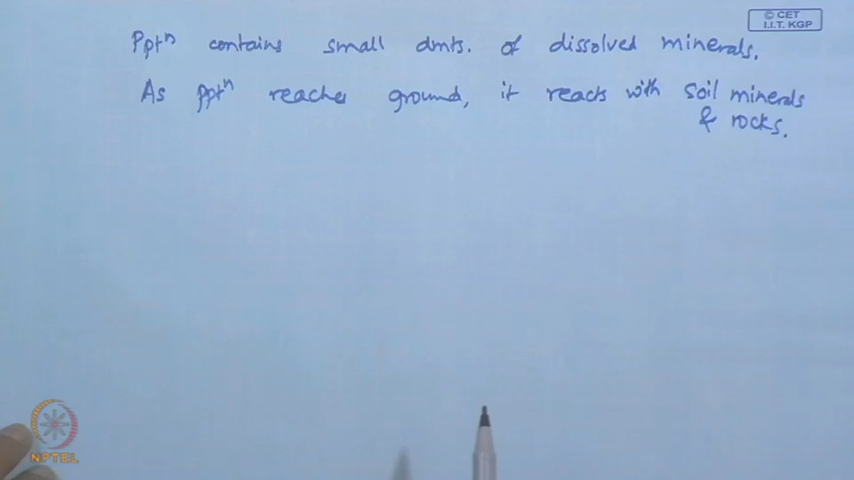 © CET
I.I.T. KGP
Pptⁿ contains small amts. of dissolved minerals.
As pptⁿ reaches ground, it reacts with soil minerals
& rocks.
NPTEL